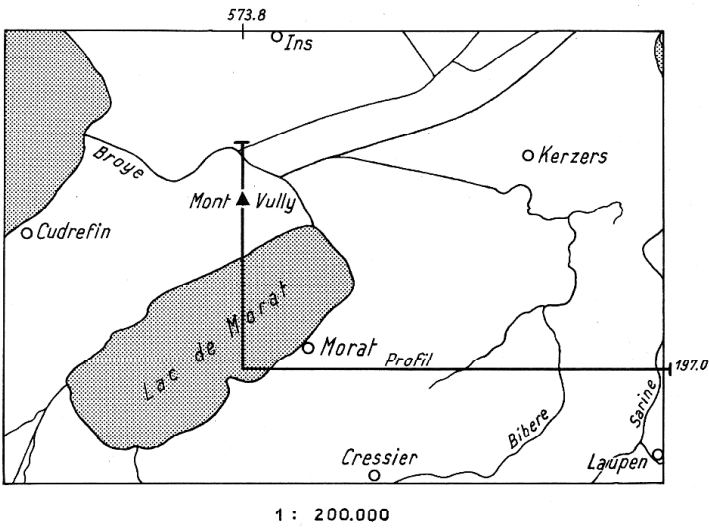 573.8
Ins
Broye
Kerzers
Mont Vully
Cudrefin
Lac de Morat
Morat
Profil
197.0
Sarine
Bibere
Cressier
Laupen
1 : 200.000